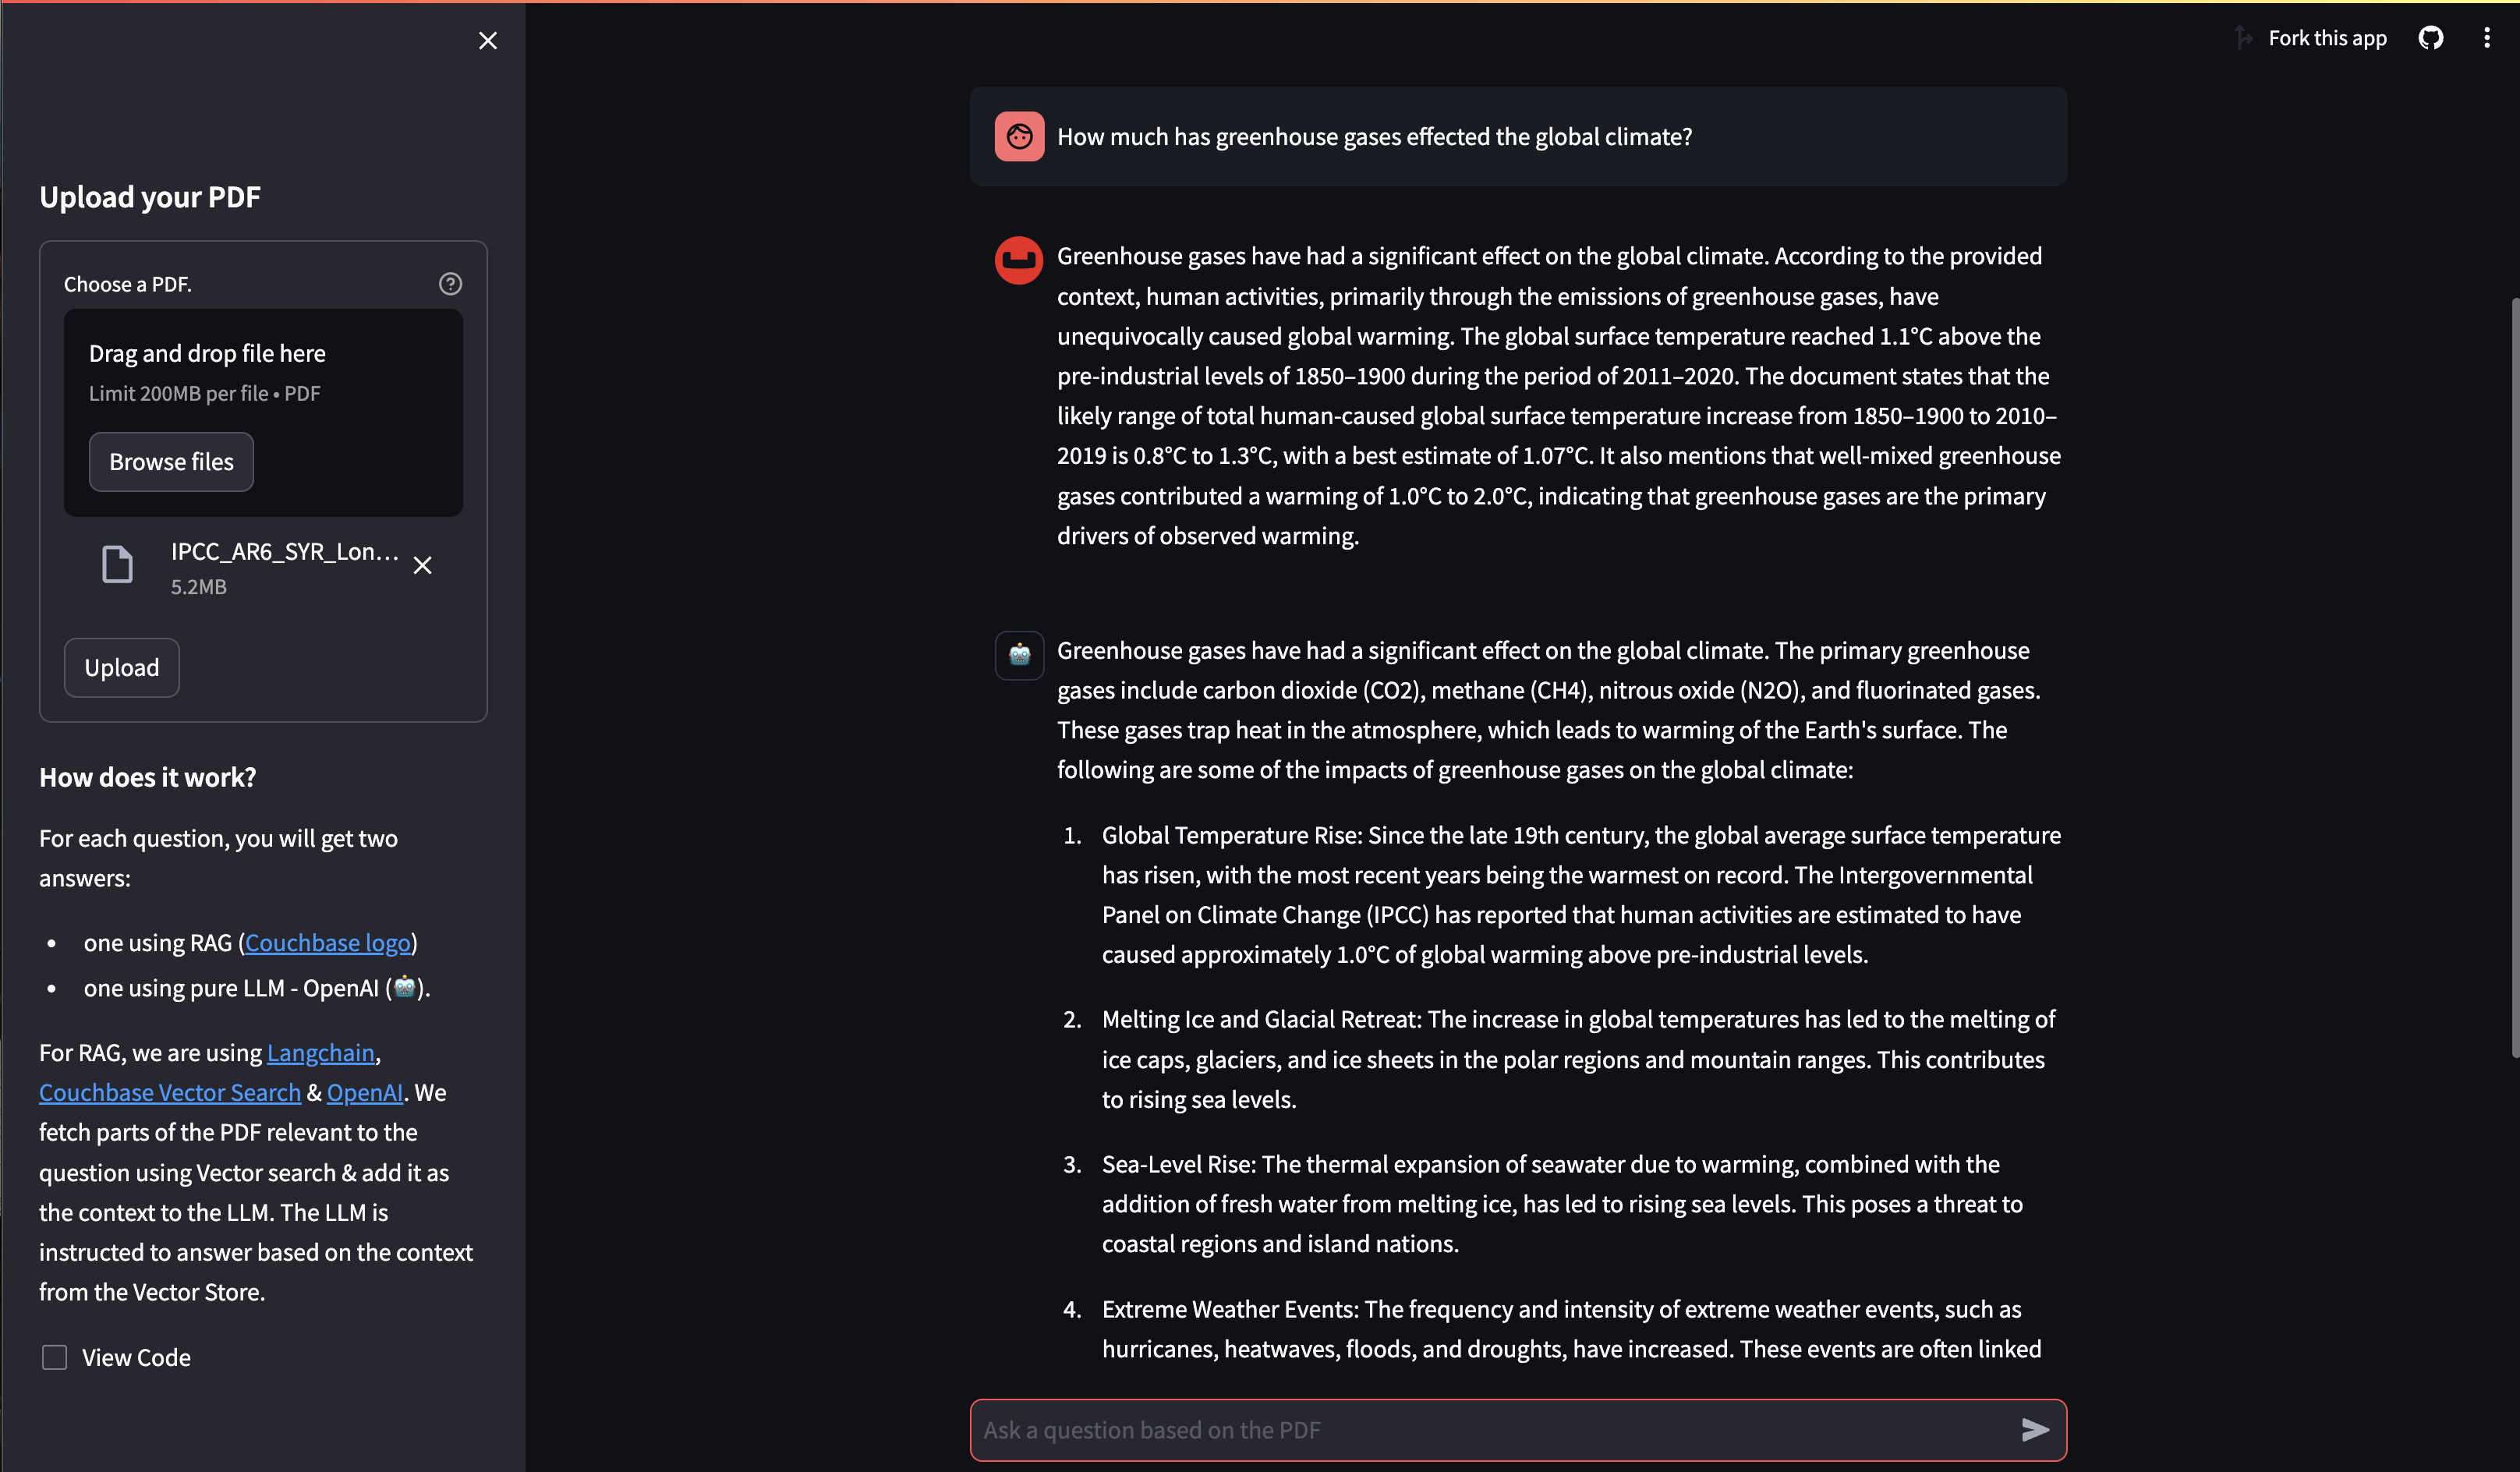 Fork this app
Upload your PDF
Choose a PDF.
Drag and drop file here
Limit 200MB per file • PDF
Browse files
IPCC_AR6_SYR_Lon...
5.2MB
Upload
How does it work?
For each question, you will get two
answers:
• one using RAG (Couchbase logo)
• one using pure LLM - OpenAI (🤖).
For RAG, we are using Langchain,
Couchbase Vector Search & OpenAI. We
fetch parts of the PDF relevant to the
question using Vector search & add it as
the context to the LLM. The LLM is
instructed to answer based on the context
from the Vector Store.
View Code
How much has greenhouse gases effected the global climate?
Greenhouse gases have had a significant effect on the global climate. According to the provided
context, human activities, primarily through the emissions of greenhouse gases, have
unequivocally caused global warming. The global surface temperature reached 1.1°C above the
pre-industrial levels of 1850–1900 during the period of 2011–2020. The document states that the
likely range of total human-caused global surface temperature increase from 1850–1900 to 2010–
2019 is 0.8°C to 1.3°C, with a best estimate of 1.07°C. It also mentions that well-mixed greenhouse
gases contributed a warming of 1.0°C to 2.0°C, indicating that greenhouse gases are the primary
drivers of observed warming.
Greenhouse gases have had a significant effect on the global climate. The primary greenhouse
gases include carbon dioxide (CO2), methane (CH4), nitrous oxide (N2O), and fluorinated gases.
These gases trap heat in the atmosphere, which leads to warming of the Earth's surface. The
following are some of the impacts of greenhouse gases on the global climate:
1. Global Temperature Rise: Since the late 19th century, the global average surface temperature
has risen, with the most recent years being the warmest on record. The Intergovernmental
Panel on Climate Change (IPCC) has reported that human activities are estimated to have
caused approximately 1.0°C of global warming above pre-industrial levels.
2. Melting Ice and Glacial Retreat: The increase in global temperatures has led to the melting of
ice caps, glaciers, and ice sheets in the polar regions and mountain ranges. This contributes
to rising sea levels.
3. Sea-Level Rise: The thermal expansion of seawater due to warming, combined with the
addition of fresh water from melting ice, has led to rising sea levels. This poses a threat to
coastal regions and island nations.
4. Extreme Weather Events: The frequency and intensity of extreme weather events, such as
hurricanes, heatwaves, floods, and droughts, have increased. These events are often linked
Ask a question based on the PDF